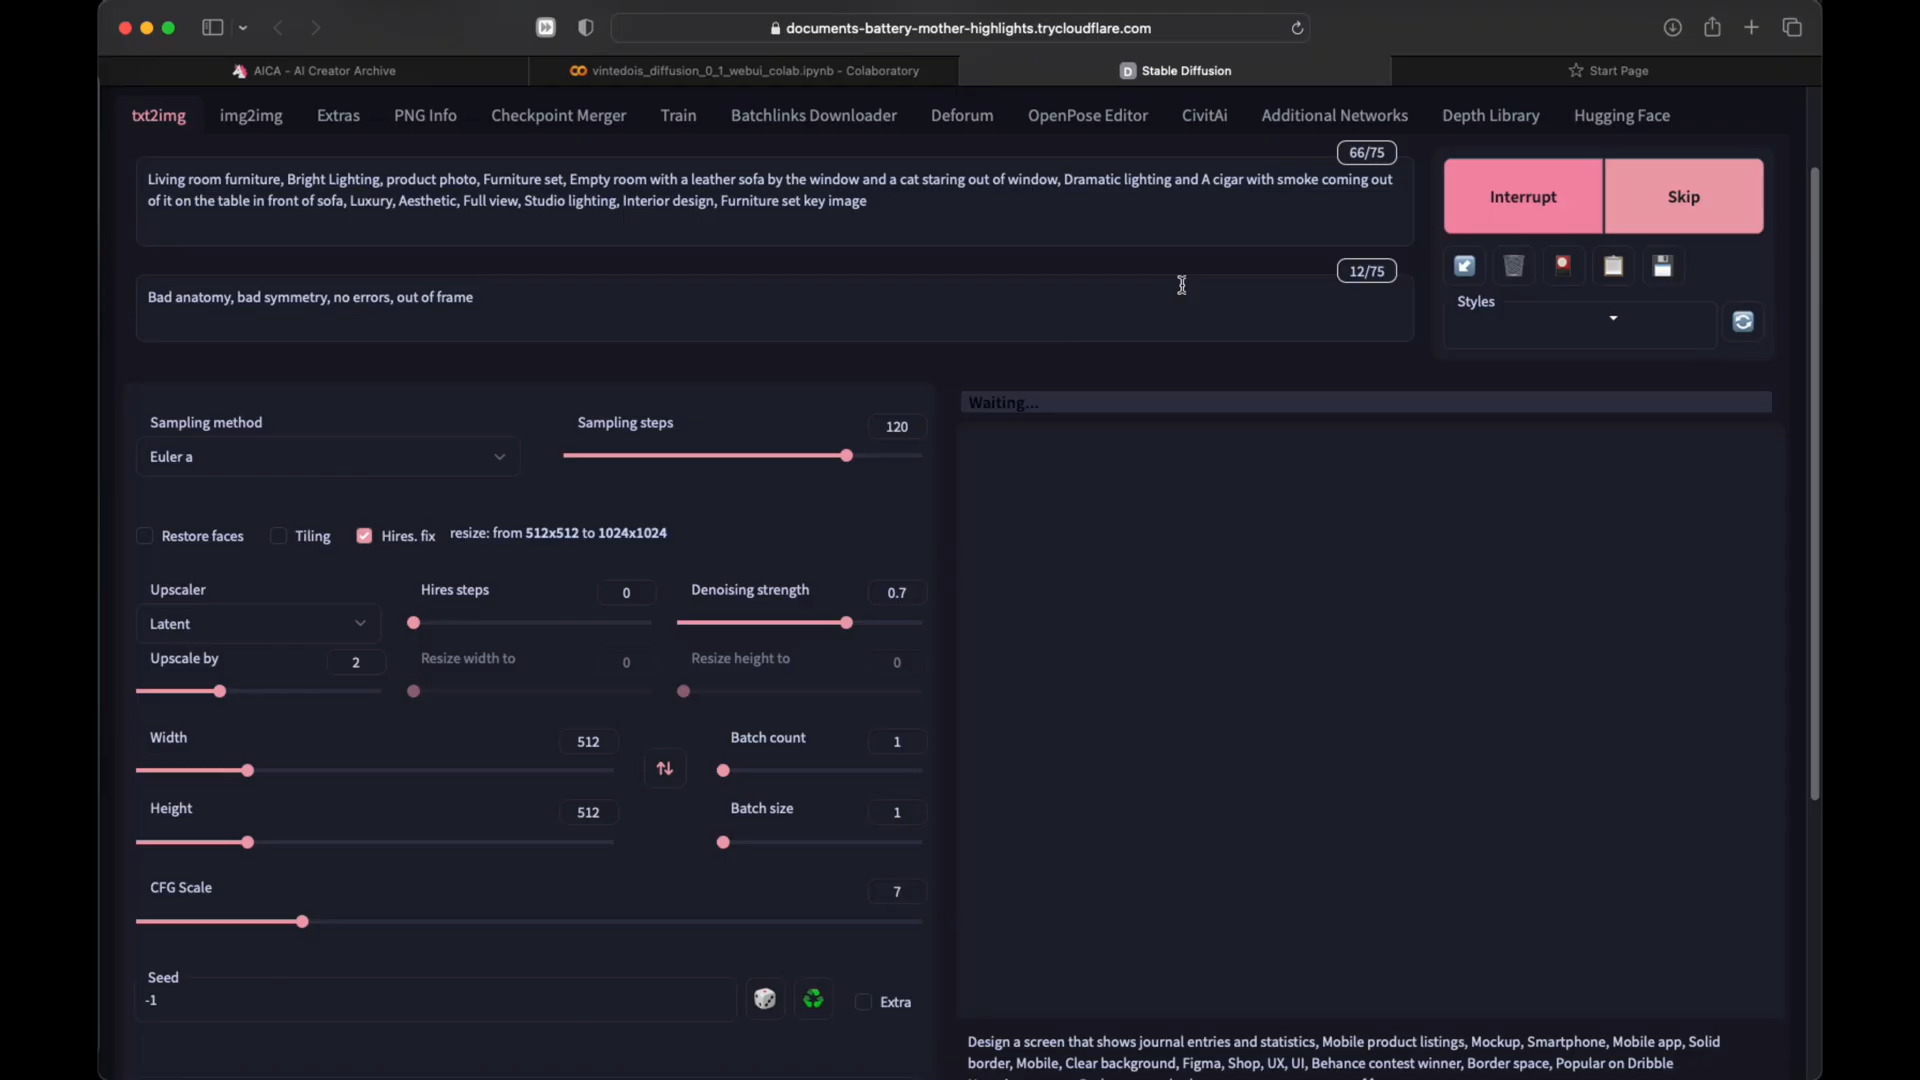 documents-battery-mother-highlights.trycloudflare.com
AICA - AI Creator Archive
vintedois_diffusion_0_1_webui_colab.ipynb - Colaboratory
D Stable Diffusion
Start Page
txt2img
img2img
Extras
PNG Info
Checkpoint Merger
Train
Batchlinks Downloader
Deforum
OpenPose Editor
CivitAi
Additional Networks
Depth Library
Hugging Face
66/75
Living room furniture, Bright Lighting, product photo, Furniture set, Empty room with a leather sofa by the window and a cat staring out of window, Dramatic lighting and A cigar with smoke coming out
of it on the table in front of sofa, Luxury, Aesthetic, Full view, Studio lighting, Interior design, Furniture set key image
Interrupt
Skip
12/75
Bad anatomy, bad symmetry, no errors, out of frame
Styles
Waiting...
Sampling method
Euler a
Sampling steps
120
Restore faces
Tiling
Hires. fix
resize: from 512x512 to 1024x1024
Upscaler
Latent
Hires steps
0
Denoising strength
0.7
Upscale by
2
Resize width to
0
Resize height to
0
Width
512
Batch count
1
Height
512
Batch size
1
CFG Scale
7
Seed
-1
Extra
Design a screen that shows journal entries and statistics, Mobile product listings, Mockup, Smartphone, Mobile app, Solid
border, Mobile, Clear background, Figma, Shop, UX, UI, Behance contest winner, Border space, Popular on Dribble